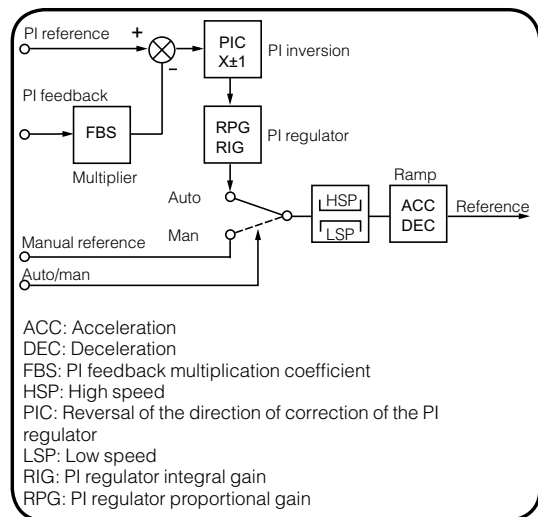 PI reference
+
–
PIC
X±1
PI inversion
PI feedback
FBS
Multiplier
RPG
RIG
PI regulator
Auto
Man
HSP
LSP
Ramp
ACC
DEC
Reference
Manual reference
Auto/man
ACC: Acceleration
DEC: Deceleration
FBS: PI feedback multiplication coefficient
HSP: High speed
PIC: Reversal of the direction of correction of the PI
regulator
LSP: Low speed
RIG: PI regulator integral gain
RPG: PI regulator proportional gain